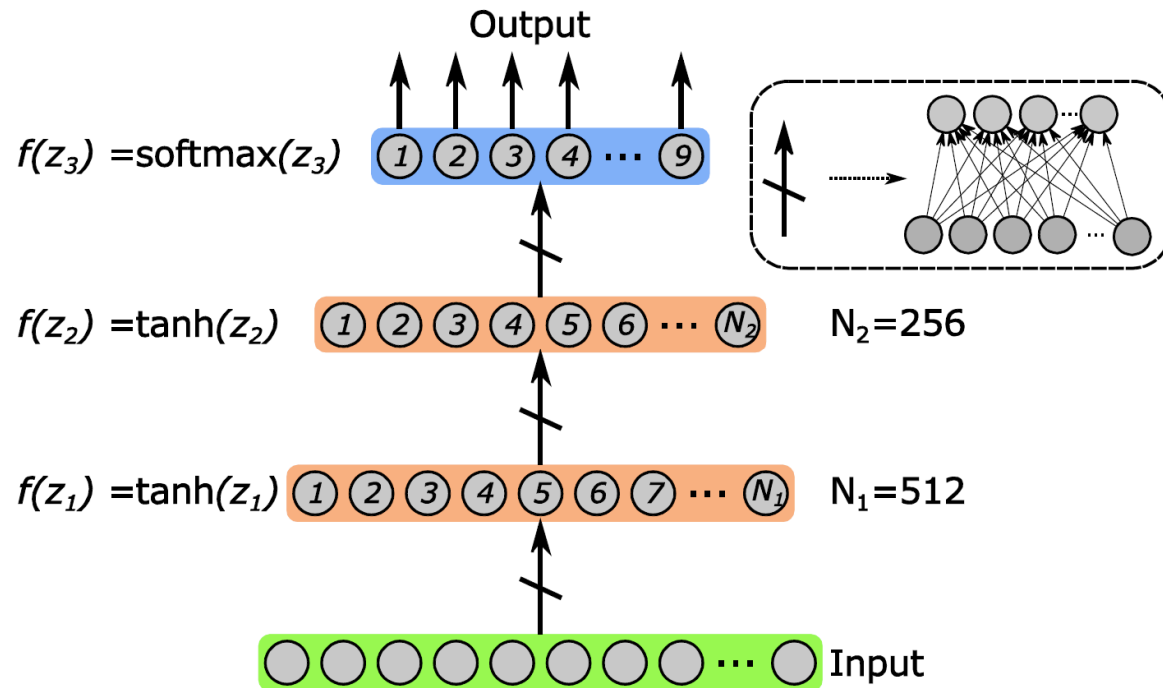 Output
f(z₃) =softmax(z₃) 1 2 3 4 ... 9
...
...
f(z₂) =tanh(z₂) 1 2 3 4 5 6 ... N₂ N₂=256
f(z₁) =tanh(z₁) 1 2 3 4 5 6 7 ... N₁ N₁=512
... Input